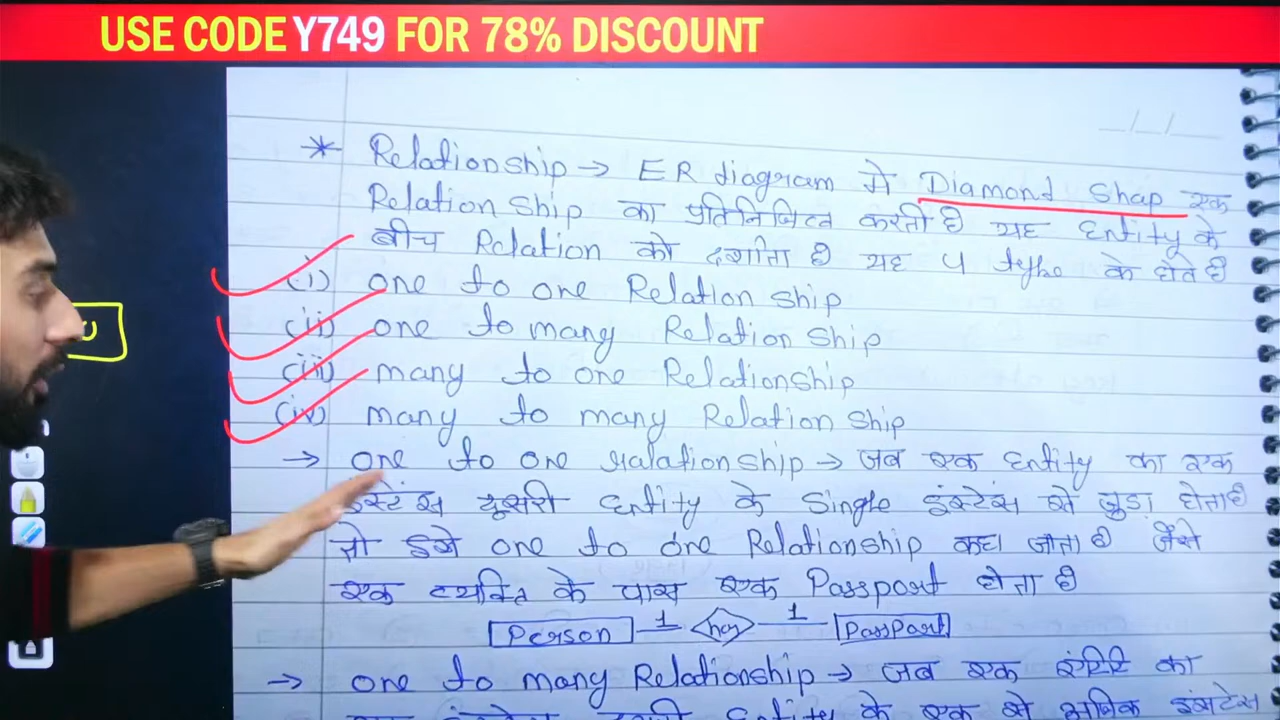 USE CODE Y749 FOR 78% DISCOUNT
* Relationship → ER diagram मे Diamond Shap एक
Relation Ship का प्रतिनिधित्व करती है यह Entity के
बीच Relation को दर्शाता है यह 4 type के होते है
(i) one to one Relation ship
(ii) one to many Relation Ship
(iii) many to one Relationship
(iv) many to many Relation Ship
→ one to one Ralationship → जब एक Entity का एक
इंस्टेंस दूसरी Entity के Single इंस्टेंस से जुड़ा होता है
तो इसे one to one Relationship कहा जाता है जैसे
एक व्यक्ति के पास एक Passport होता है
Person 1 has 1 Passport
→ one to many Relationship → जब एक इंटिटि का
Entity के एक से अधिक इंस्टेंस